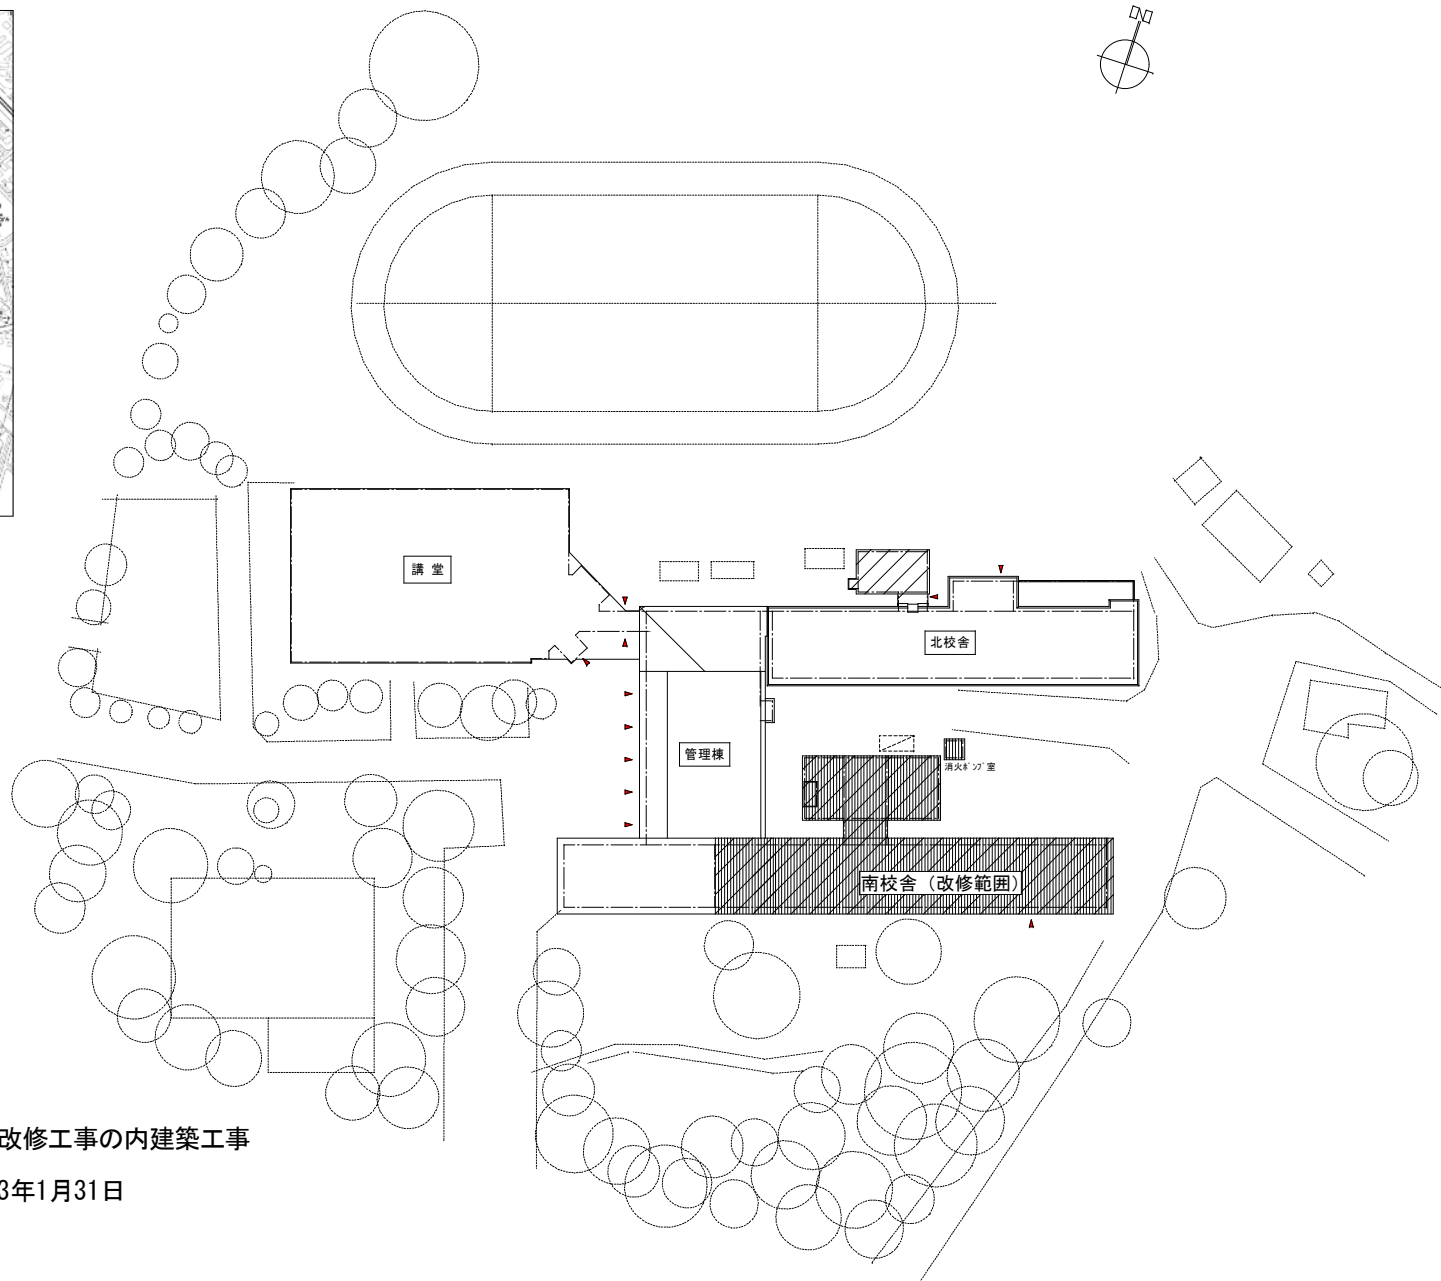 N
講 堂
北校舎
管理棟
消火ﾎﾟﾝﾌﾟ室
南校舎（改修範囲）
改修工事の内建築工事
3年1月31日